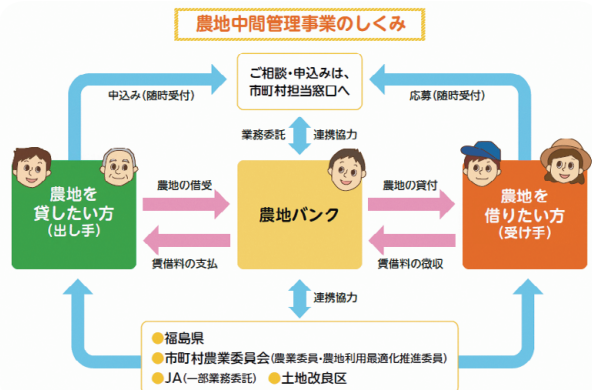 農地中間管理事業のしくみ
ご相談・申込みは、
市町村担当窓口へ
申込み(随時受付)
応募(随時受付)
業務委託
連携協力
農地を
貸したい方
(出し手)
農地の借受
賃借料の支払
農地バンク
農地の貸付
賃借料の徴収
農地を
借りたい方
(受け手)
連携協力
●福島県
●市町村農業委員会(農業委員・農地利用最適化推進委員)
●JA(一部業務委託) ●土地改良区